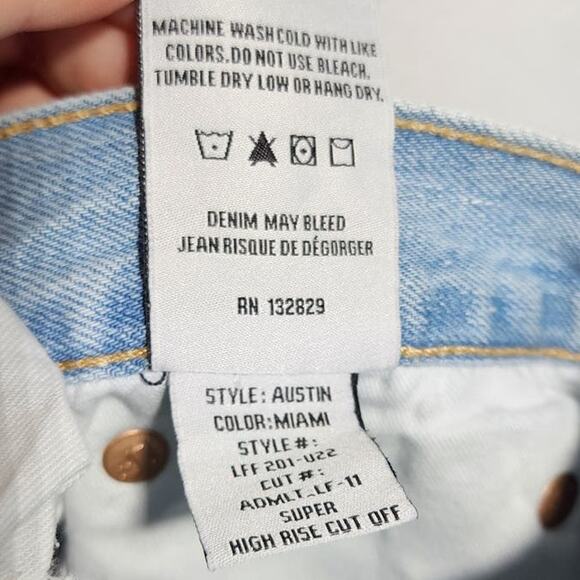 MACHINE WASH COLD WITH LIKE
COLORS.DO NOT USE BLEACH.
TUMBLE DRY LOW OR HANG DRY.
DENIM MAY BLEED
JEAN RISQUE DE DÉGORGER
RN 132829
STYLE: AUSTIN
COLOR:MIAMI
STYLE#:
LFF 201-U22
CUT #:
ADMLT-LF-11
SUPER
HIGH RISE CUT OFF